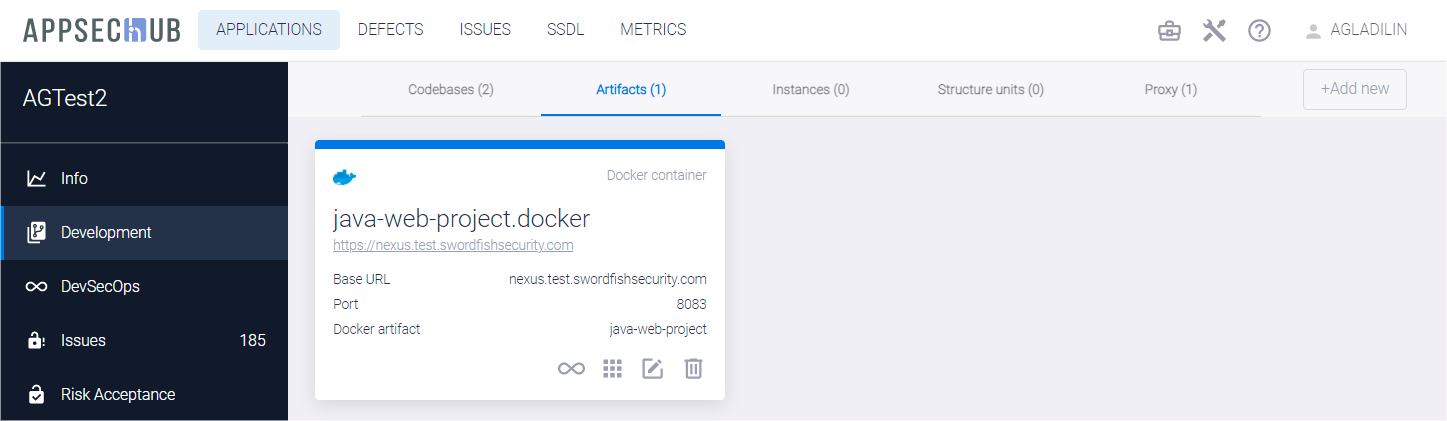 APPSECHUB APPLICATIONS DEFECTS ISSUES SSDL METRICS AGLADILIN
AGTest2
Codebases (2) Artifacts (1) Instances (0) Structure units (0) Proxy (1) +Add new
Info
Development
DevSecOps
Issues 185
Risk Acceptance
Docker container
java-web-project.docker
https://nexus.test.swordfishsecurity.com
Base URL nexus.test.swordfishsecurity.com
Port 8083
Docker artifact java-web-project